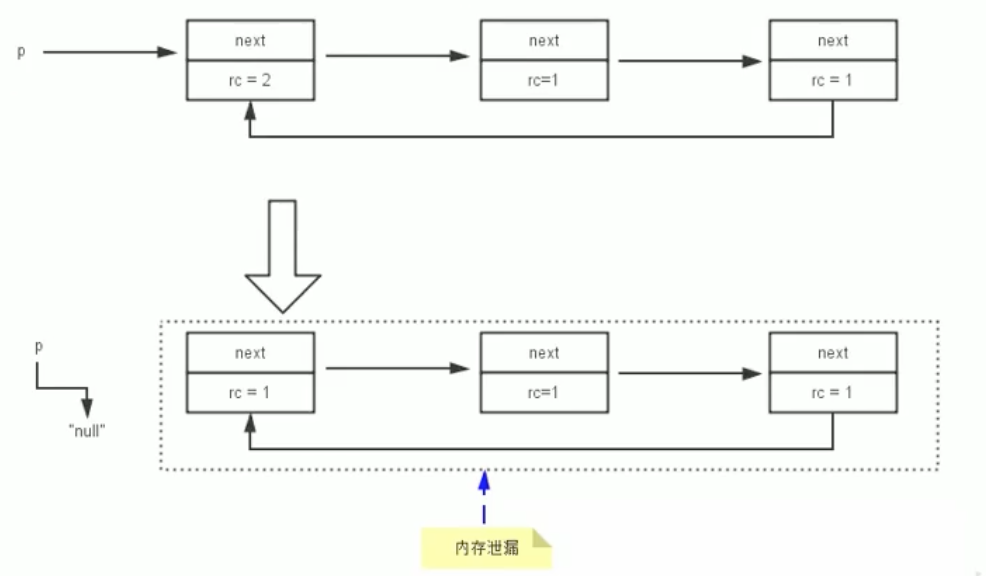 p
next
next
next
rc = 2
rc=1
rc = 1
next
next
next
p
rc = 1
rc=1
rc = 1
"null"
内存泄漏